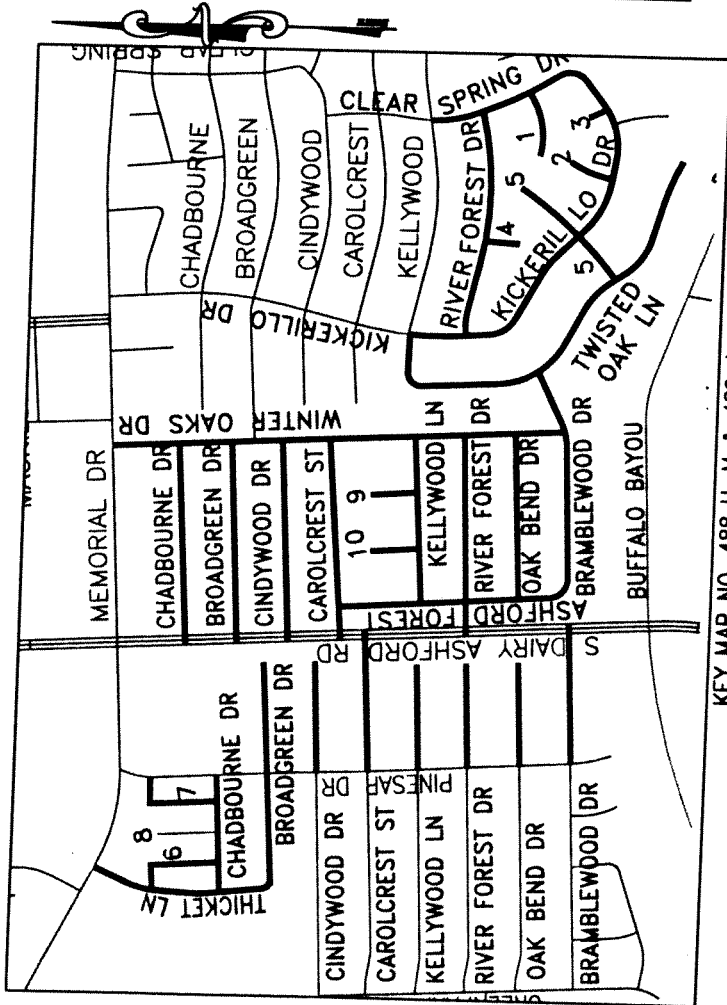 CLEAR SPRING
CHADBOURNE
BROADGREEN
CINDYWOOD
CAROLCREST
KELLYWOOD
CLEAR SPRING DR
RIVER FOREST DR
1
2
3
4
5
5
KICKERILLO DR
KICKERILLO DR
TWISTED
OAK LN
WINTER OAKS DR
MEMORIAL DR
CHADBOURNE DR
BROADGREEN DR
CINDYWOOD DR
CAROLCREST ST
10 9
KELLYWOOD LN
RIVER FOREST DR
OAK BEND DR
BRAMBLEWOOD DR
BUFFALO BAYOU
ASHFORD FOREST
S DAIRY ASHFORD RD
THICKET LN
6
8
7
CHADBOURNE DR
BROADGREEN DR
PINESAP DR
CINDYWOOD DR
CAROLCREST ST
KELLYWOOD LN
RIVER FOREST DR
OAK BEND DR
BRAMBLEWOOD DR
KEY MAP NO. 488